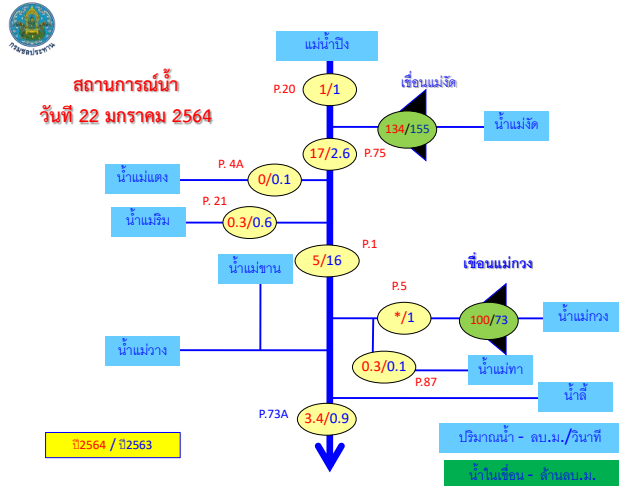 กรมชลประทาน
สถานการณ์น้ำ
วันที่ 22 มกราคม 2564
แม่น้ำปิง
P.20
1/1
เขื่อนแม่งัด
134/155
น้ำแม่งัด
17/2.6
P.75
P. 4A
น้ำแม่แตง
0/0.1
P. 21
น้ำแม่ริม
0.3/0.6
P.1
5/16
น้ำแม่ขาน
เขื่อนแม่กวง
P.5
*/1
100/73
น้ำแม่กวง
น้ำแม่วาง
0.3/0.1
น้ำแม่ทา
P.87
น้ำลี้
P.73A
3.4/0.9
ปี2564 / ปี2563
ปริมาณน้ำ - ลบ.ม./วินาที
น้ำในเขื่อน - ล้านลบ.ม.